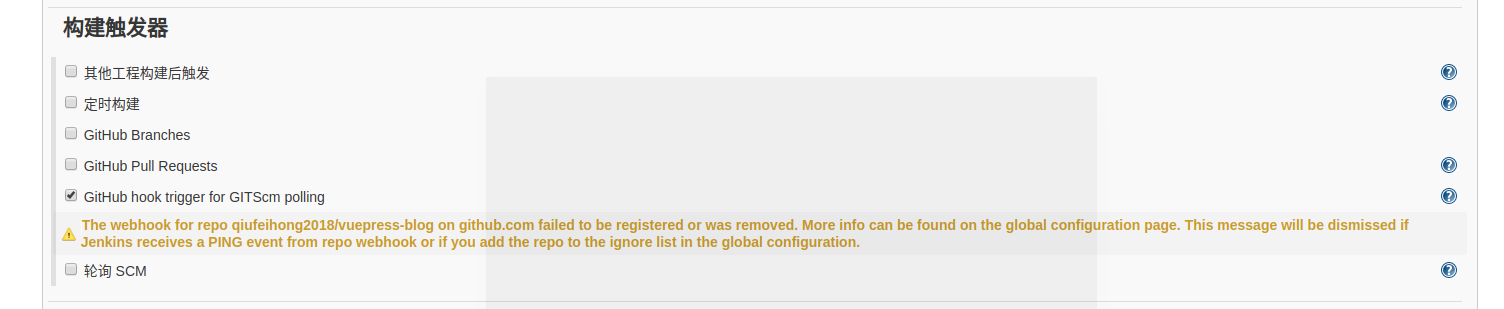 构建触发器
其他工程构建后触发
定时构建
GitHub Branches
GitHub Pull Requests
GitHub hook trigger for GITScm polling
The webhook for repo qiufeihong2018/vuepress-blog on github.com failed to be registered or was removed. More info can be found on the global configuration page. This message will be dismissed if
Jenkins receives a PING event from repo webhook or if you add the repo to the ignore list in the global configuration.
轮询 SCM